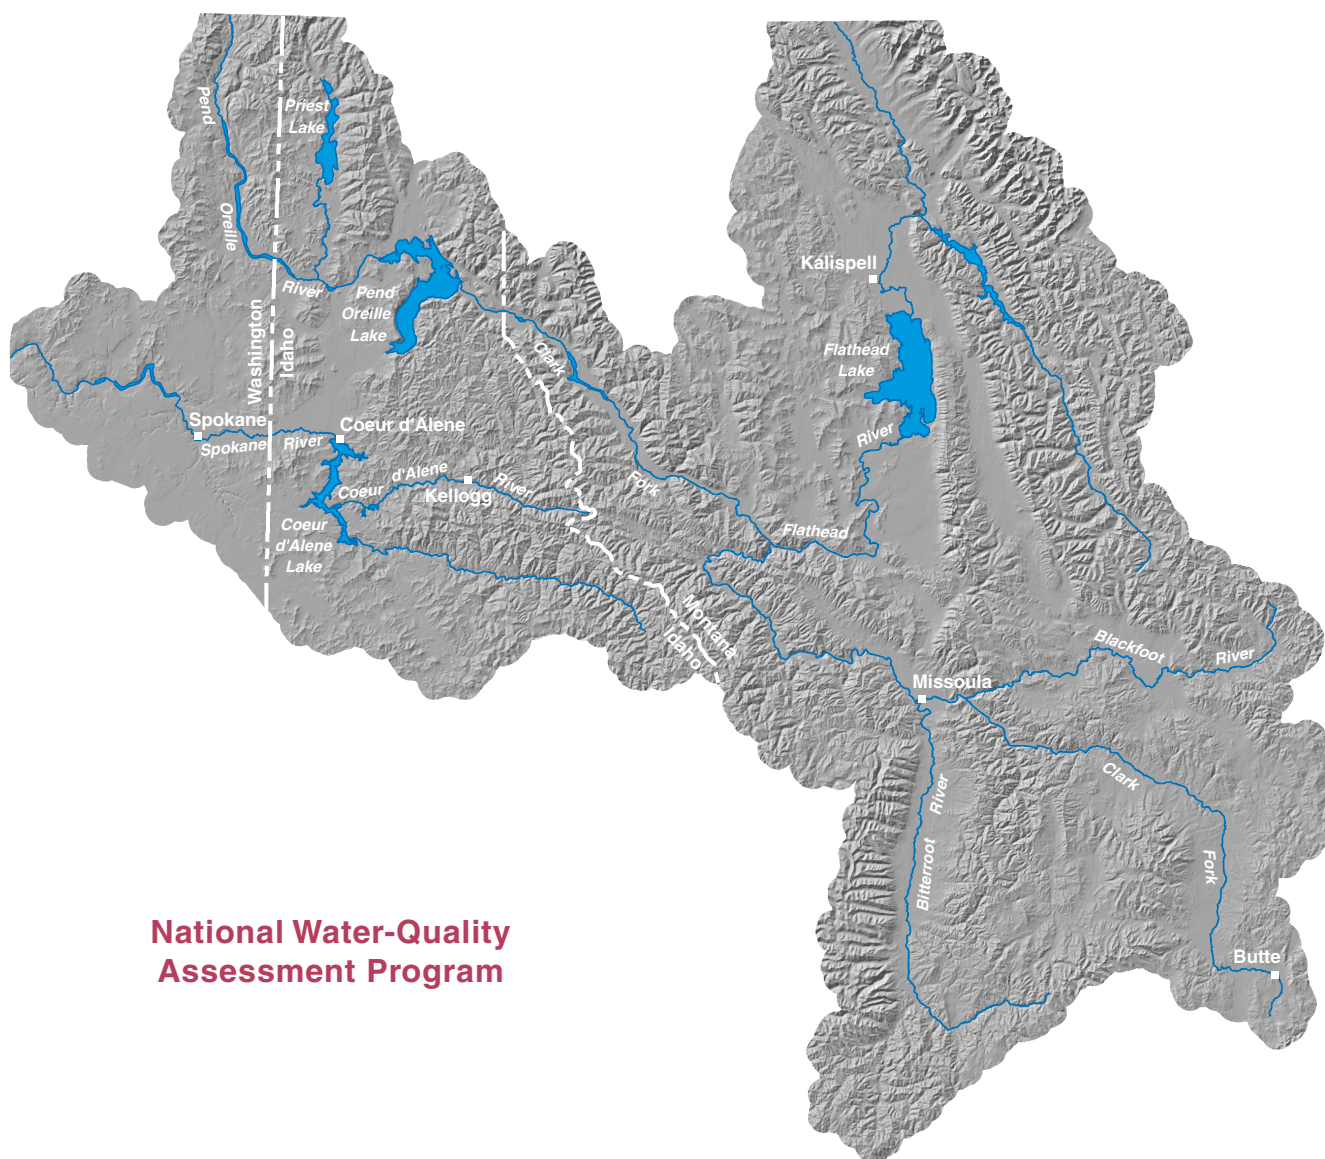 Pend
Oreille
River
Priest
Lake
Washington
Idaho
Pend
Oreille
Lake
Clark
Fork
Kalispell
Flathead
Lake
River
Flathead
Spokane
Spokane
River
Coeur d'Alene
Coeur
d'Alene
River
Kellogg
Coeur
d'Alene
Lake
Montana
Idaho
Missoula
Blackfoot
River
Clark
Fork
Bitterroot
River
Butte
National Water-Quality
Assessment Program